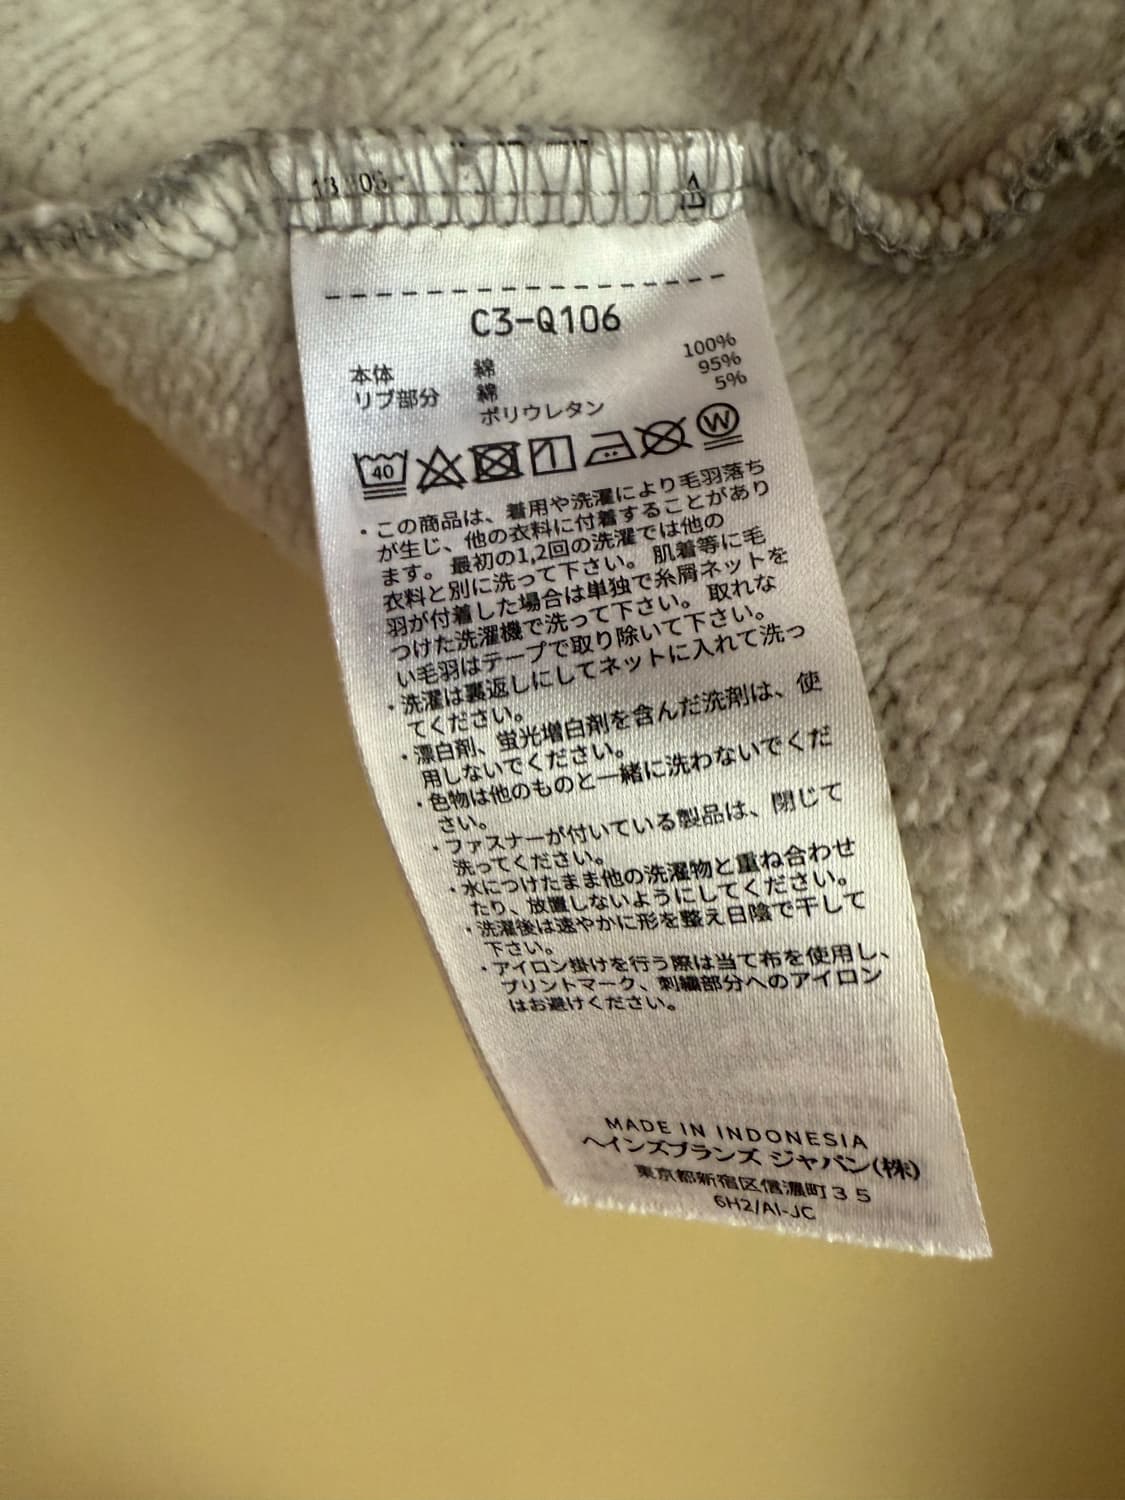 C3-Q106
本体 綿 100%
リブ部分 綿 95%
ポリウレタン 5%
40 W
・この商品は、着用や洗濯により毛羽落ち
が生じ、他の衣料に付着することがあり
ます。最初の1,2回の洗濯では他の
衣料と別に洗って下さい。肌着等に毛
羽が付着した場合は単独で糸屑ネットを
つけた洗濯機で洗って下さい。取れな
い毛羽はテープで取り除いて下さい。
・洗濯は裏返しにしてネットに入れて洗っ
てください。
・漂白剤、蛍光増白剤を含んだ洗剤は、使
用しないでください。
・色物は他のものと一緒に洗わないでくだ
さい。
・ファスナーが付いている製品は、閉じて
洗ってください。
・水につけたまま他の洗濯物と重ね合わせ
たり、放置しないようにしてください。
・洗濯後は速やかに形を整え日陰で干して
下さい。
・アイロン掛けを行う際は当て布を使用し、
プリントマーク、刺繍部分へのアイロン
はお避けください。
MADE IN INDONESIA
ヘインズブランズ ジャパン(株)
東京都新宿区信濃町35
6H2/AI-JC